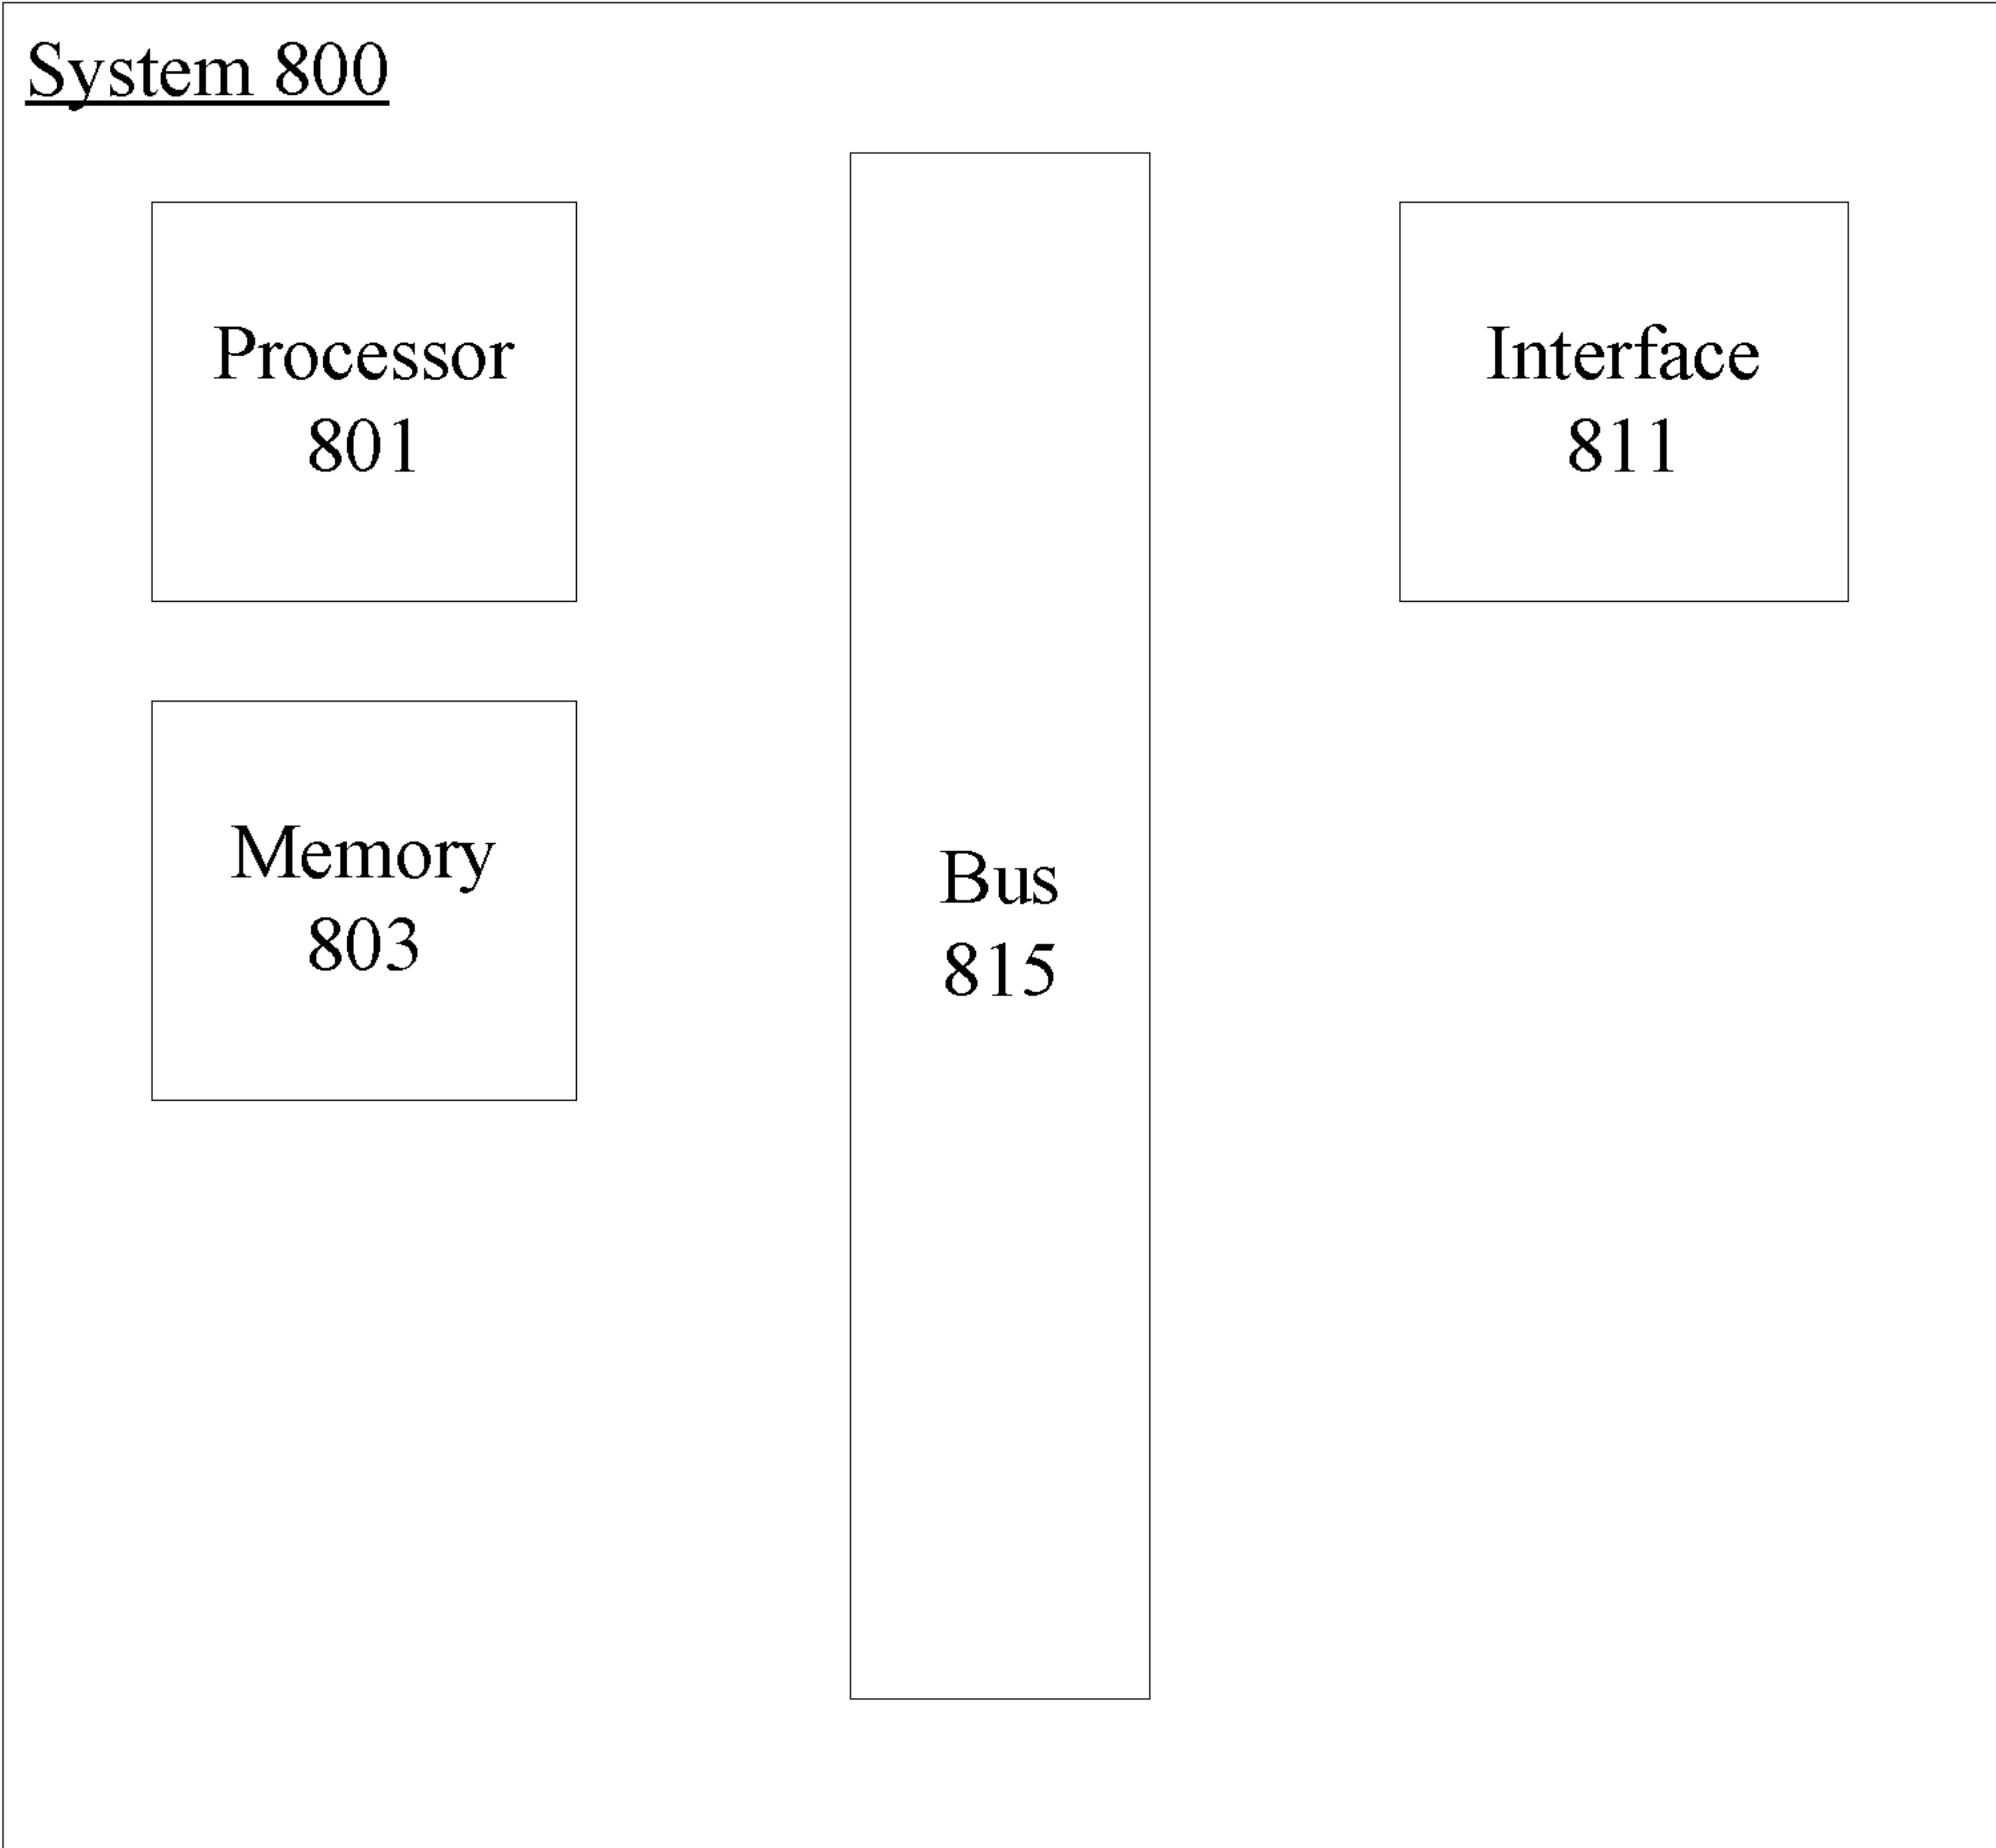 System 800
Processor
801
Interface
811
Memory
803
Bus
815